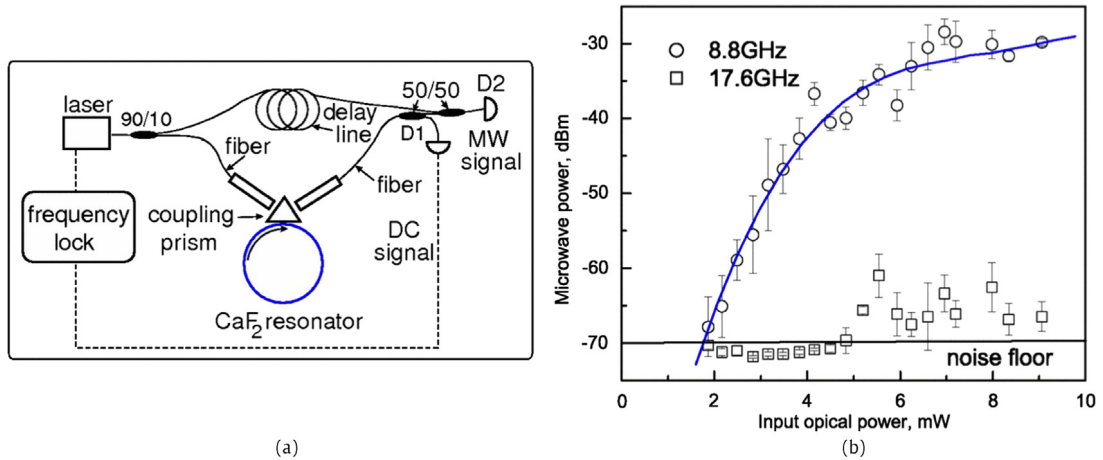 (a)
laser
90/10
delay
line
50/50
D2
D1
MW
signal
fiber
fiber
frequency
lock
coupling
prism
DC
signal
CaF2 resonator
(b)
8.8GHz
17.6GHz
Microwave power, dBm
-30
-40
-50
-60
-70
noise floor
0
2
4
6
8
10
Input opical power, mW
(a)
(b)